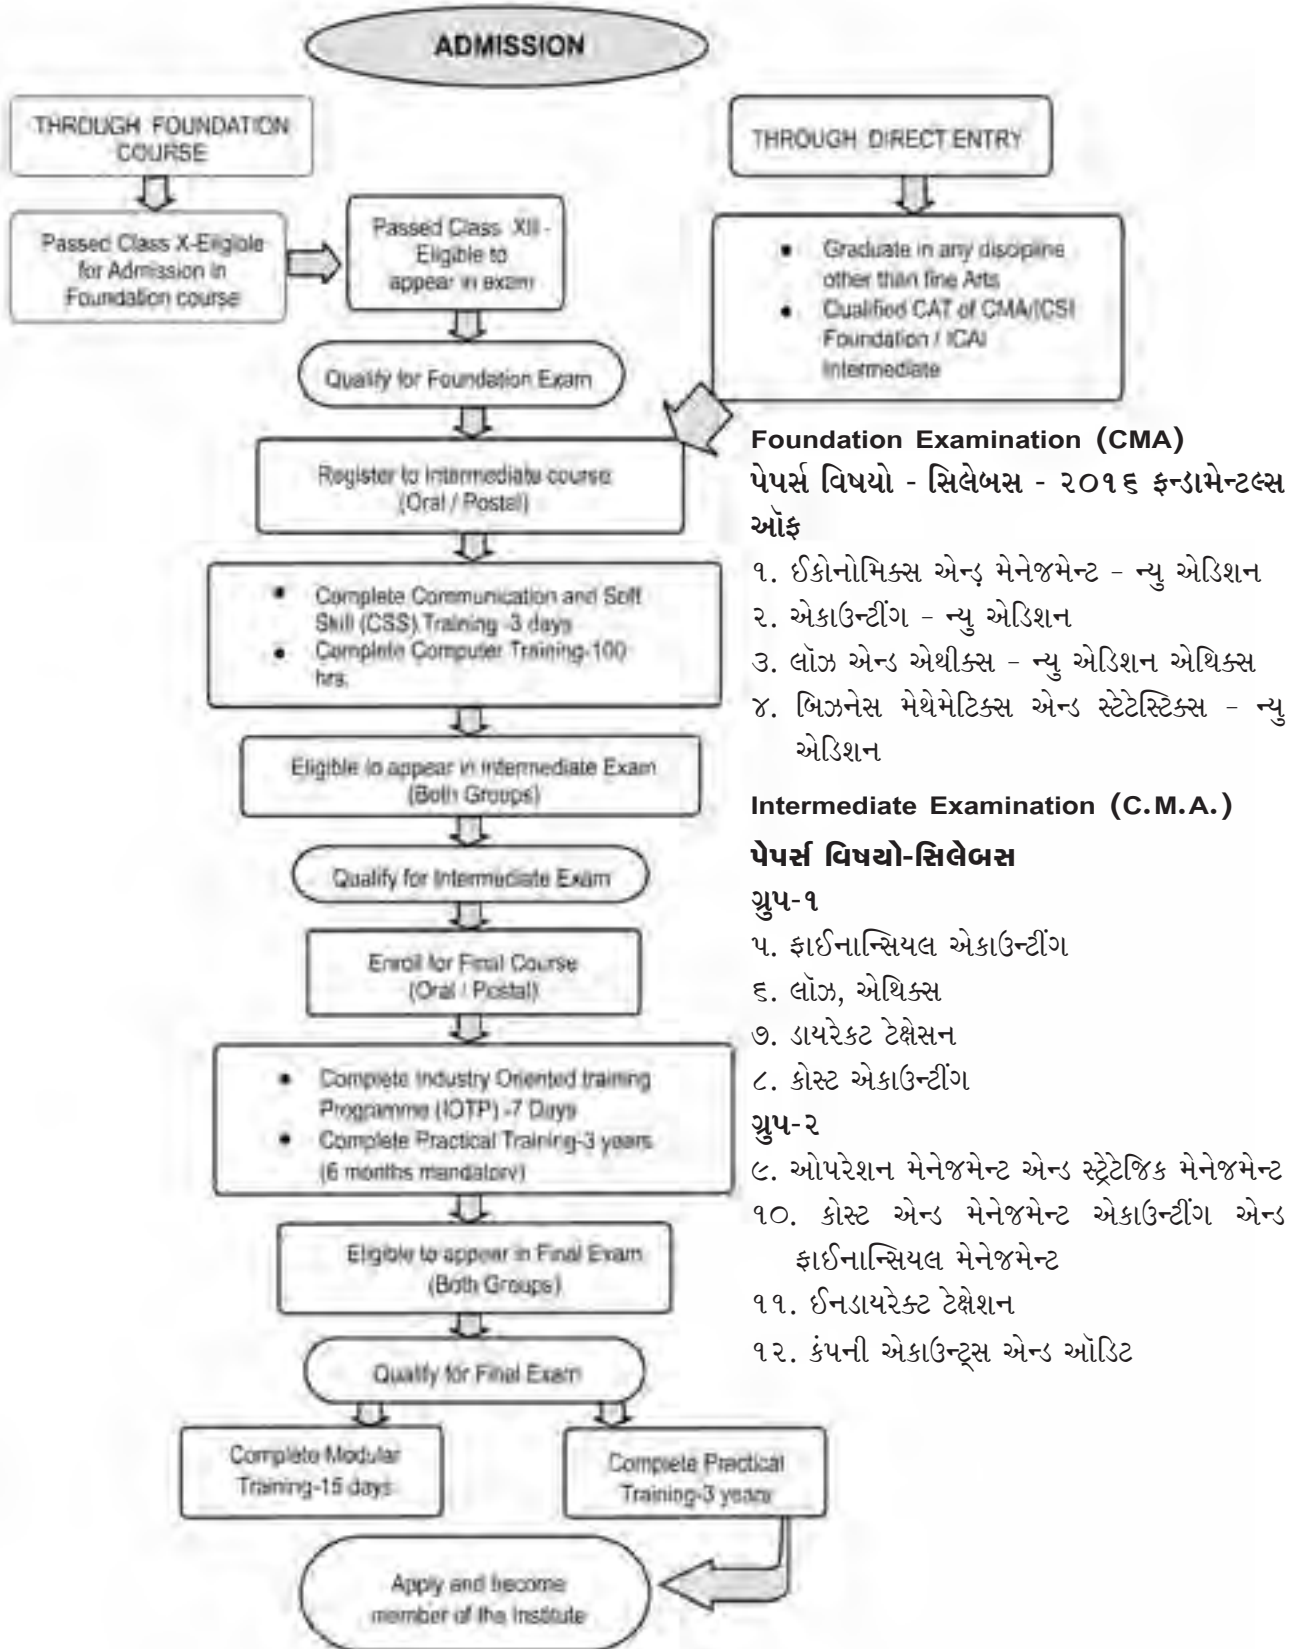 ADMISSION
THROUGH FOUNDATION
COURSE
Passed Class X-Eligible
for Admission in
Foundation course
Passed Class XII -
Eligible to
appear in exam
Qualify for Foundation Exam
THROUGH DIRECT ENTRY
• Graduate in any discipline
other than fine Arts
• Qualified CAT of CMA/ICSI
Foundation / ICAI
Intermediate
Register to Intermediate course
(Oral / Postal)
• Complete Communication and Soft
Skill (CSS) Training -3 days
• Complete Computer Training-100
hrs.
Eligible to appear in Intermediate Exam
(Both Groups)
Qualify for Intermediate Exam
Enroll for Final Course
(Oral / Postal)
• Complete Industry Oriented training
Programme (IOTP) -7 Days
• Complete Practical Training-3 years
(6 months mandatory)
Eligible to appear in Final Exam
(Both Groups)
Qualify for Final Exam
Complete Modular
Training-15 days
Complete Practical
Training-3 years
Apply and become
member of the Institute
Foundation Examination (CMA)
પેપર્સ વિષયો - સિલેબસ - ૨૦૧૬ ફન્ડામેન્ટલ્સ
ઑફ
૧. ઈકોનોમિક્સ એન્ડ઼ મેનેજમેન્ટ – ન્યુ એડિશન
૨. એકાઉન્ટીંગ – ન્યુ એડિશન
૩. લૉઝ એન્ડ એથીક્સ – ન્યુ એડિશન એથિક્સ
૪. બિઝનેસ મેથેમેટિક્સ એન્ડ સ્ટેટેસ્ટિક્સ – ન્યુ
એડિશન
Intermediate Examination (C.M.A.)
પેપર્સ વિષયો-સિલેબસ
ગ્રુપ-૧
૫. ફાઈનાન્સિયલ એકાઉન્ટીંગ
૬. લૉઝ, એથિક્સ
૭. ડાયરેકટ ટેક્ષેસન
૮. કોસ્ટ એકાઉન્ટીંગ
ગ્રુપ-૨
૯. ઓપરેશન મેનેજમેન્ટ એન્ડ સ્ટ્રેટેજિક મેનેજમેન્ટ
૧૦. કોસ્ટ એન્ડ મેનેજમેન્ટ એકાઉન્ટીંગ એન્ડ
ફાઈનાન્સિયલ મેનેજમેન્ટ
૧૧. ઈનડાયરેક્ટ ટેક્ષેશન
૧૨. કંપની એકાઉન્ટ્સ એન્ડ ઑડિટ